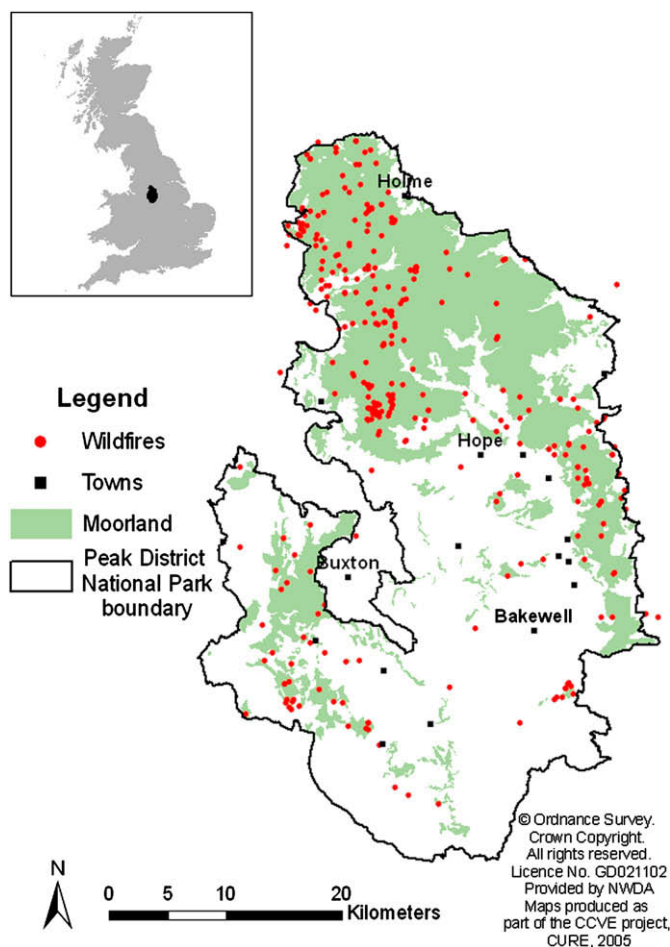 Holme
Legend
Wildfires
Towns
Moorland
Peak District
National Park
boundary
Hope
Buxton
Bakewell
N
0 5 10 20
Kilometers
© Ordnance Survey.
Crown Copyright.
All rights reserved.
Licence No. GD021102
Provided by NWDA
Maps produced as
part of the CCVE project,
CURE, 2005